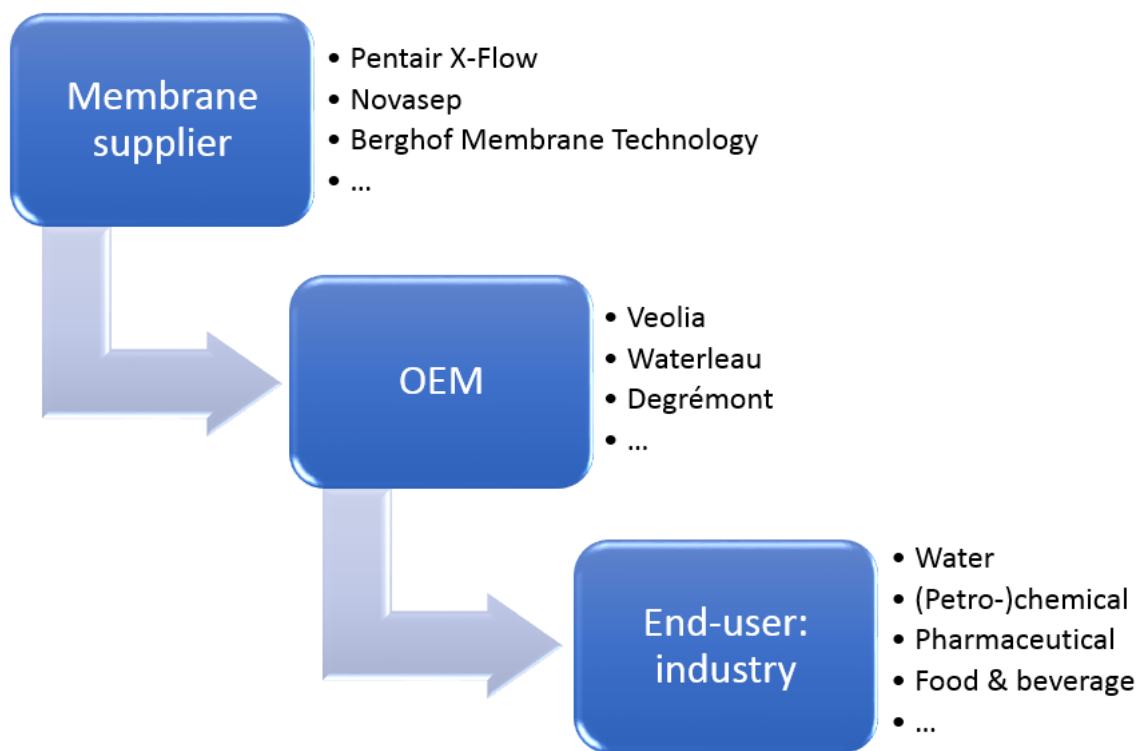 Membrane
supplier
• Pentair X-Flow
• Novasep
• Berghof Membrane Technology
• ...
OEM
• Veolia
• Waterleau
• Degrémont
• ...
End-user:
industry
• Water
• (Petro-)chemical
• Pharmaceutical
• Food & beverage
• ...